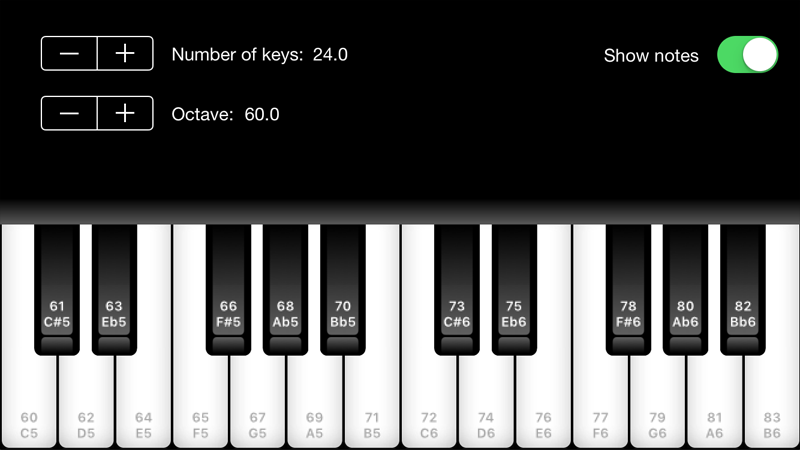 Number of keys: 24.0
Show notes
Octave: 60.0
61 63 66 68 70 73 75 78 80 82
C#5 Eb5 F#5 Ab5 Bb5 C#6 Eb6 F#6 Ab6 Bb6
60 62 64 65 67 69 71 72 74 76 77 79 81 83
C5 D5 E5 F5 G5 A5 B5 C6 D6 E6 F6 G6 A6 B6